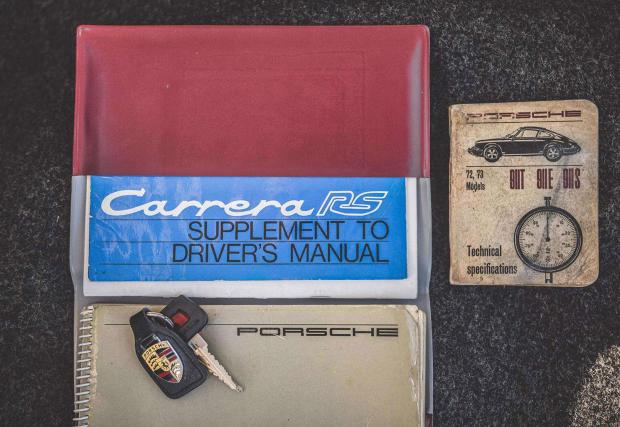 Carrera RS
SUPPLEMENT TO
DRIVER'S MANUAL
PORSCHE
PORSCHE
72, 73
Models
911T 911E 911S
Technical
specifications